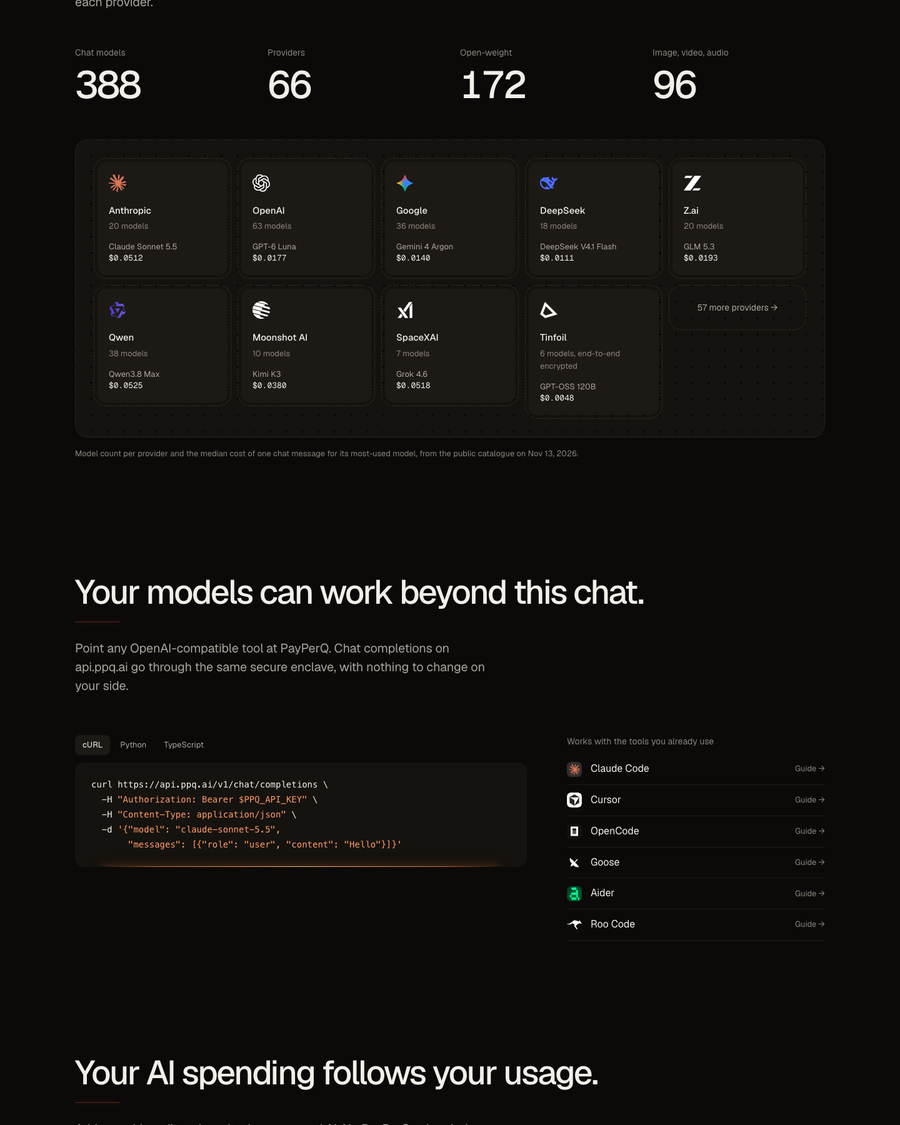 each provider.
Chat models
388
Providers
66
Open-weight
172
Image, video, audio
96
Anthropic
20 models
Claude Sonnet 5.5
$0.0512
OpenAI
63 models
GPT-6 Luna
$0.0177
Google
36 models
Gemini 4 Argon
$0.0140
DeepSeek
18 models
DeepSeek V4.1 Flash
$0.0111
Z.ai
20 models
GLM 5.3
$0.0193
Qwen
38 models
Qwen3.8 Max
$0.0525
Moonshot AI
10 models
Kimi K3
$0.0380
SpaceXAI
7 models
Grok 4.6
$0.0518
Tinfoil
6 models, end-to-end
encrypted
GPT-OSS 120B
$0.0048
57 more providers →
Model count per provider and the median cost of one chat message for its most-used model, from the public catalogue on Nov 13, 2026.
Your models can work beyond this chat.
Point any OpenAI-compatible tool at PayPerQ. Chat completions on
api.ppq.ai go through the same secure enclave, with nothing to change on
your side.
cURL
Python
TypeScript
curl https://api.ppq.ai/v1/chat/completions \
-H "Authorization: Bearer $PPQ_API_KEY" \
-H "Content-Type: application/json" \
-d '{"model": "claude-sonnet-5.5",
"messages": [{"role": "user", "content": "Hello"}]}'
Works with the tools you already use
Claude Code
Guide →
Cursor
Guide →
OpenCode
Guide →
Goose
Guide →
Aider
Guide →
Roo Code
Guide →
Your AI spending follows your usage.